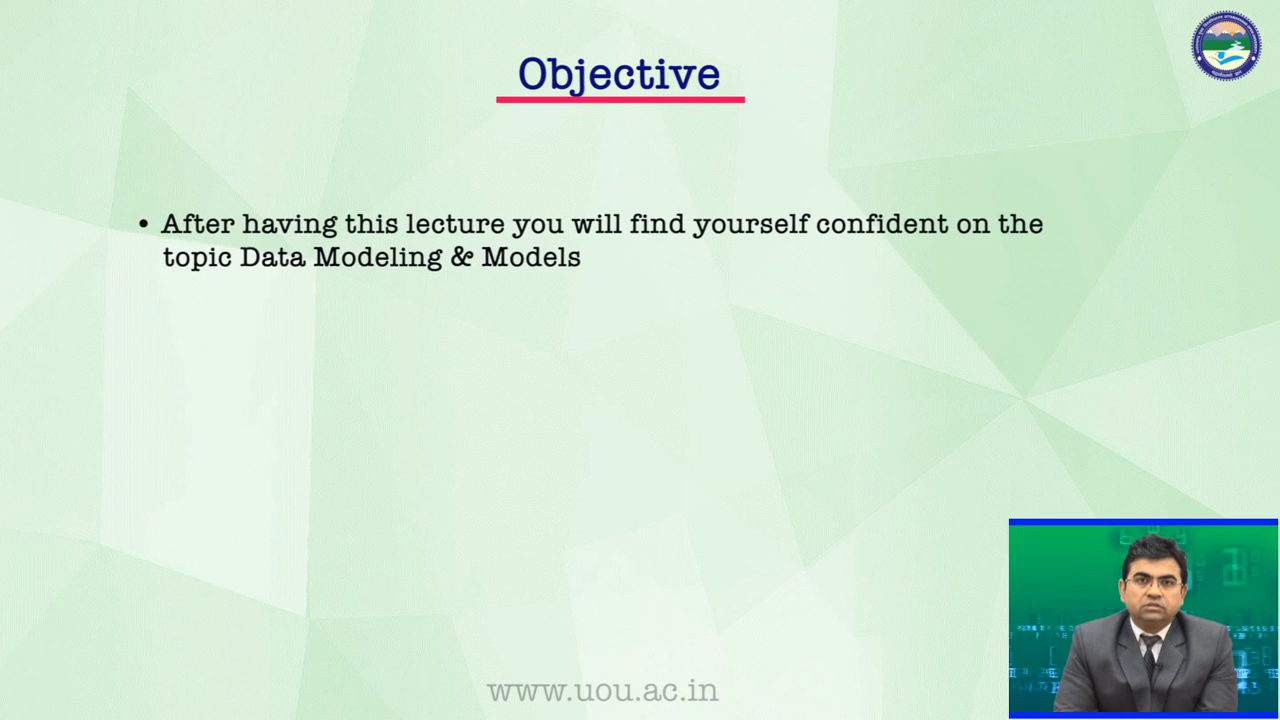 Objective
• After having this lecture you will find yourself confident on the
topic Data Modeling & Models
www.uou.ac.in